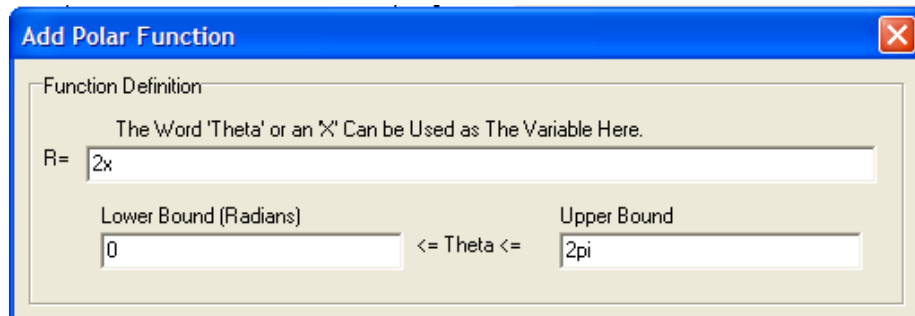 Add Polar Function
Function Definition
The Word 'Theta' or an 'X' Can be Used as The Variable Here.
R= 2x
Lower Bound (Radians) Upper Bound
0 <= Theta <= 2pi